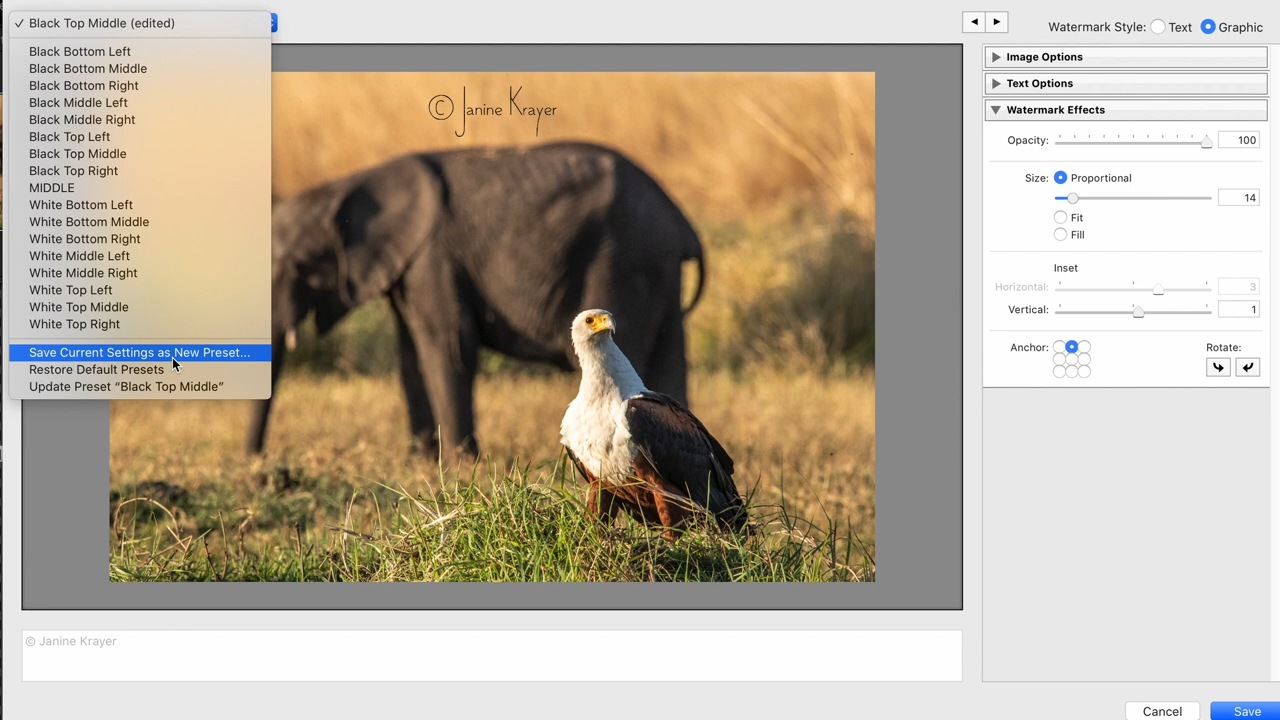 ✓ Black Top Middle (edited)
Black Bottom Left
Black Bottom Middle
Black Bottom Right
Black Middle Left
Black Middle Right
Black Top Left
Black Top Middle
Black Top Right
MIDDLE
White Bottom Left
White Bottom Middle
White Bottom Right
White Middle Left
White Middle Right
White Top Left
White Top Middle
White Top Right
Save Current Settings as New Preset...
Restore Default Presets
Update Preset “Black Top Middle”
© Janine Krayer
© Janine Krayer
Watermark Style: Text Graphic
Image Options
Text Options
Watermark Effects
Opacity: 100
Size: Proportional
14
Fit
Fill
Inset
Horizontal: 3
Vertical: 1
Anchor: Rotate:
Cancel Save